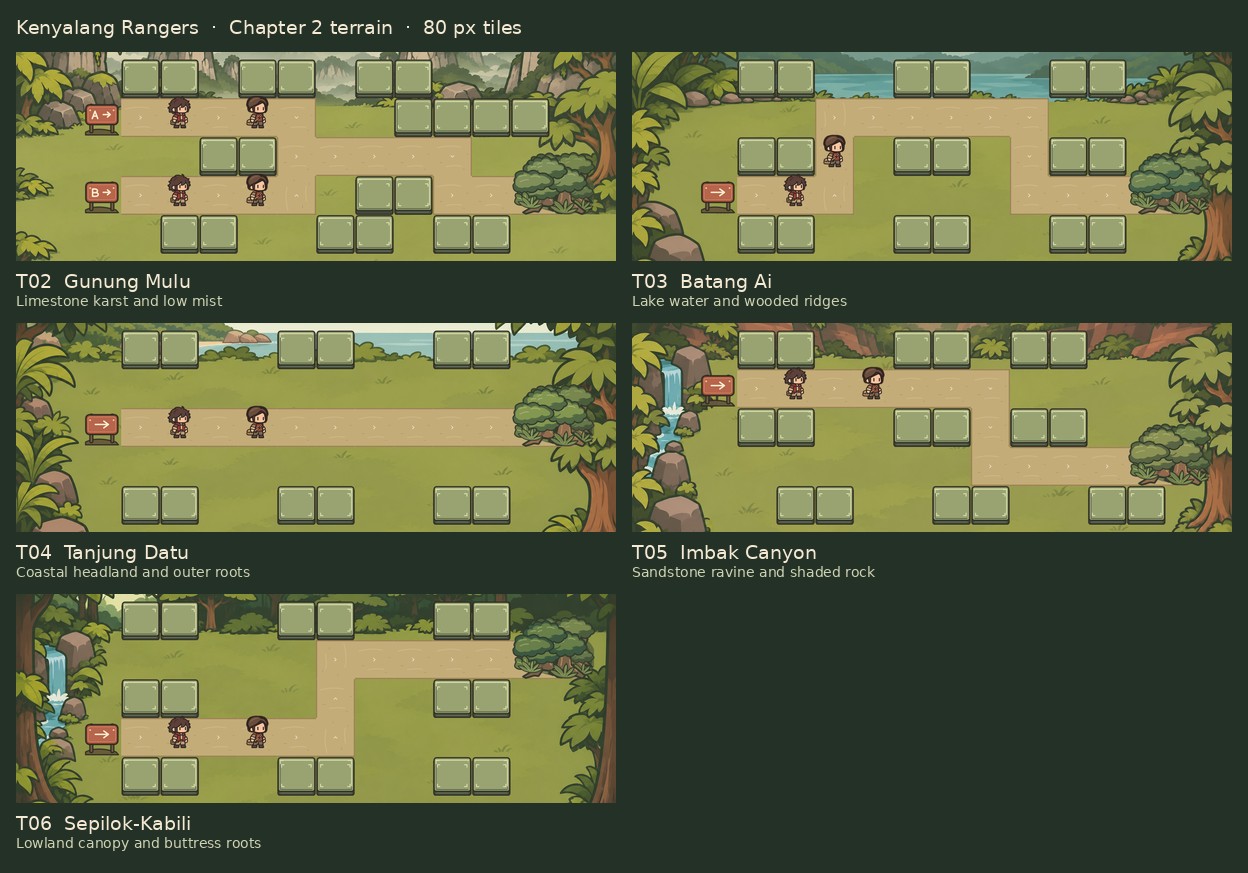 Kenyalang Rangers · Chapter 2 terrain · 80 px tiles
A→
B→
T02 Gunung Mulu
Limestone karst and low mist
→
T03 Batang Ai
Lake water and wooded ridges
→
T04 Tanjung Datu
Coastal headland and outer roots
→
T05 Imbak Canyon
Sandstone ravine and shaded rock
→
T06 Sepilok-Kabili
Lowland canopy and buttress roots